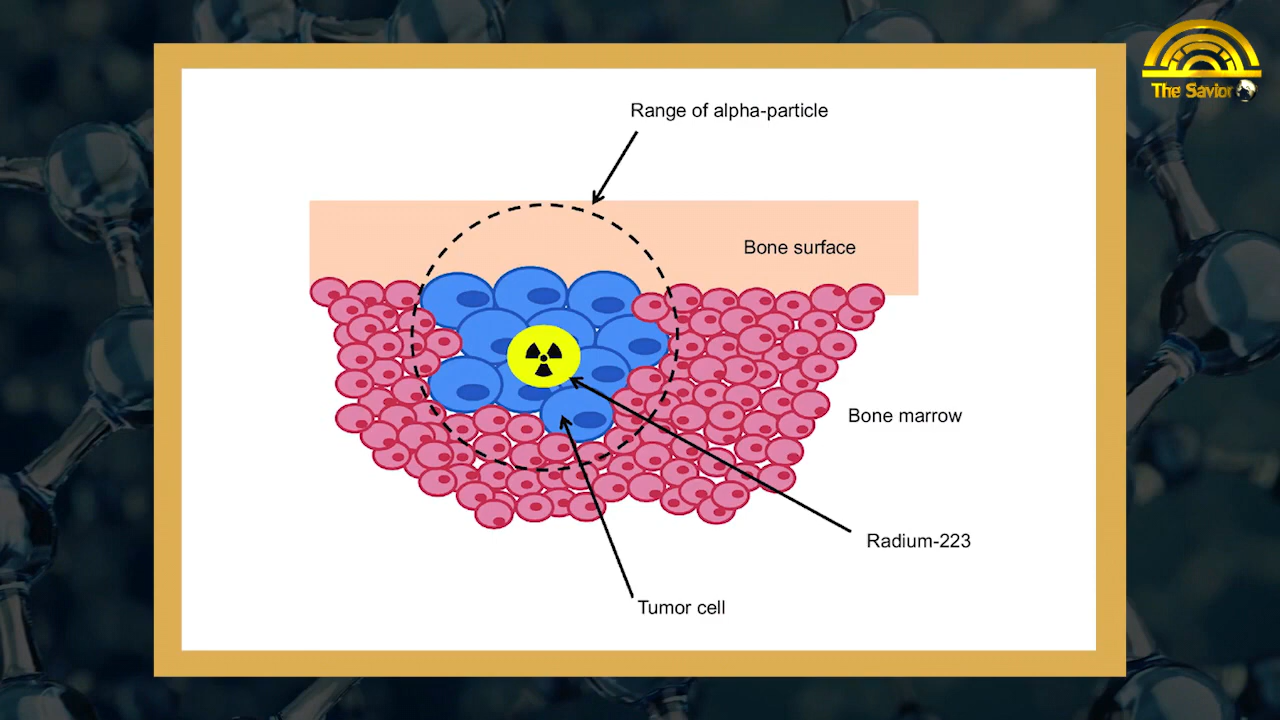 The Savior
Range of alpha-particle
Bone surface
Bone marrow
Radium-223
Tumor cell